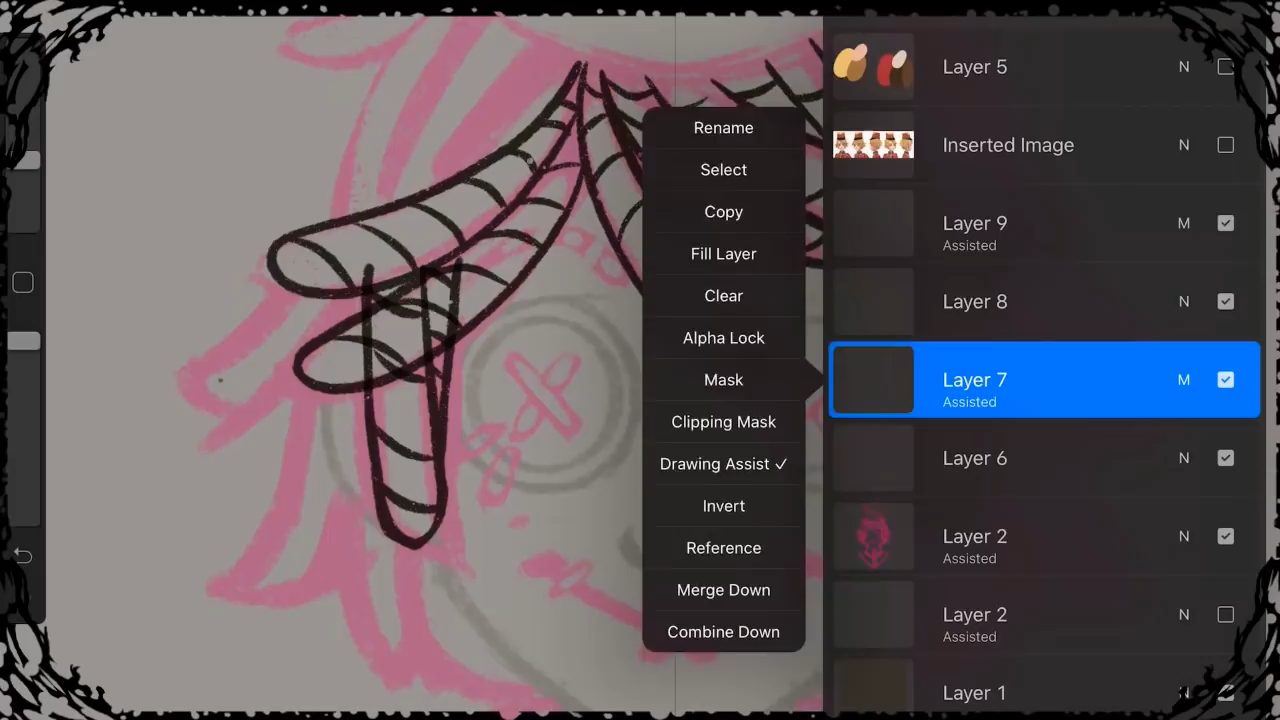 Rename
Select
Copy
Fill Layer
Clear
Alpha Lock
Mask
Clipping Mask
Drawing Assist ✓
Invert
Reference
Merge Down
Combine Down
Layer 5 N
Inserted Image N
Layer 9 M
Assisted
Layer 8 N
Layer 7 M
Assisted
Layer 6 N
Layer 2 N
Assisted
Layer 2 N
Assisted
Layer 1 N